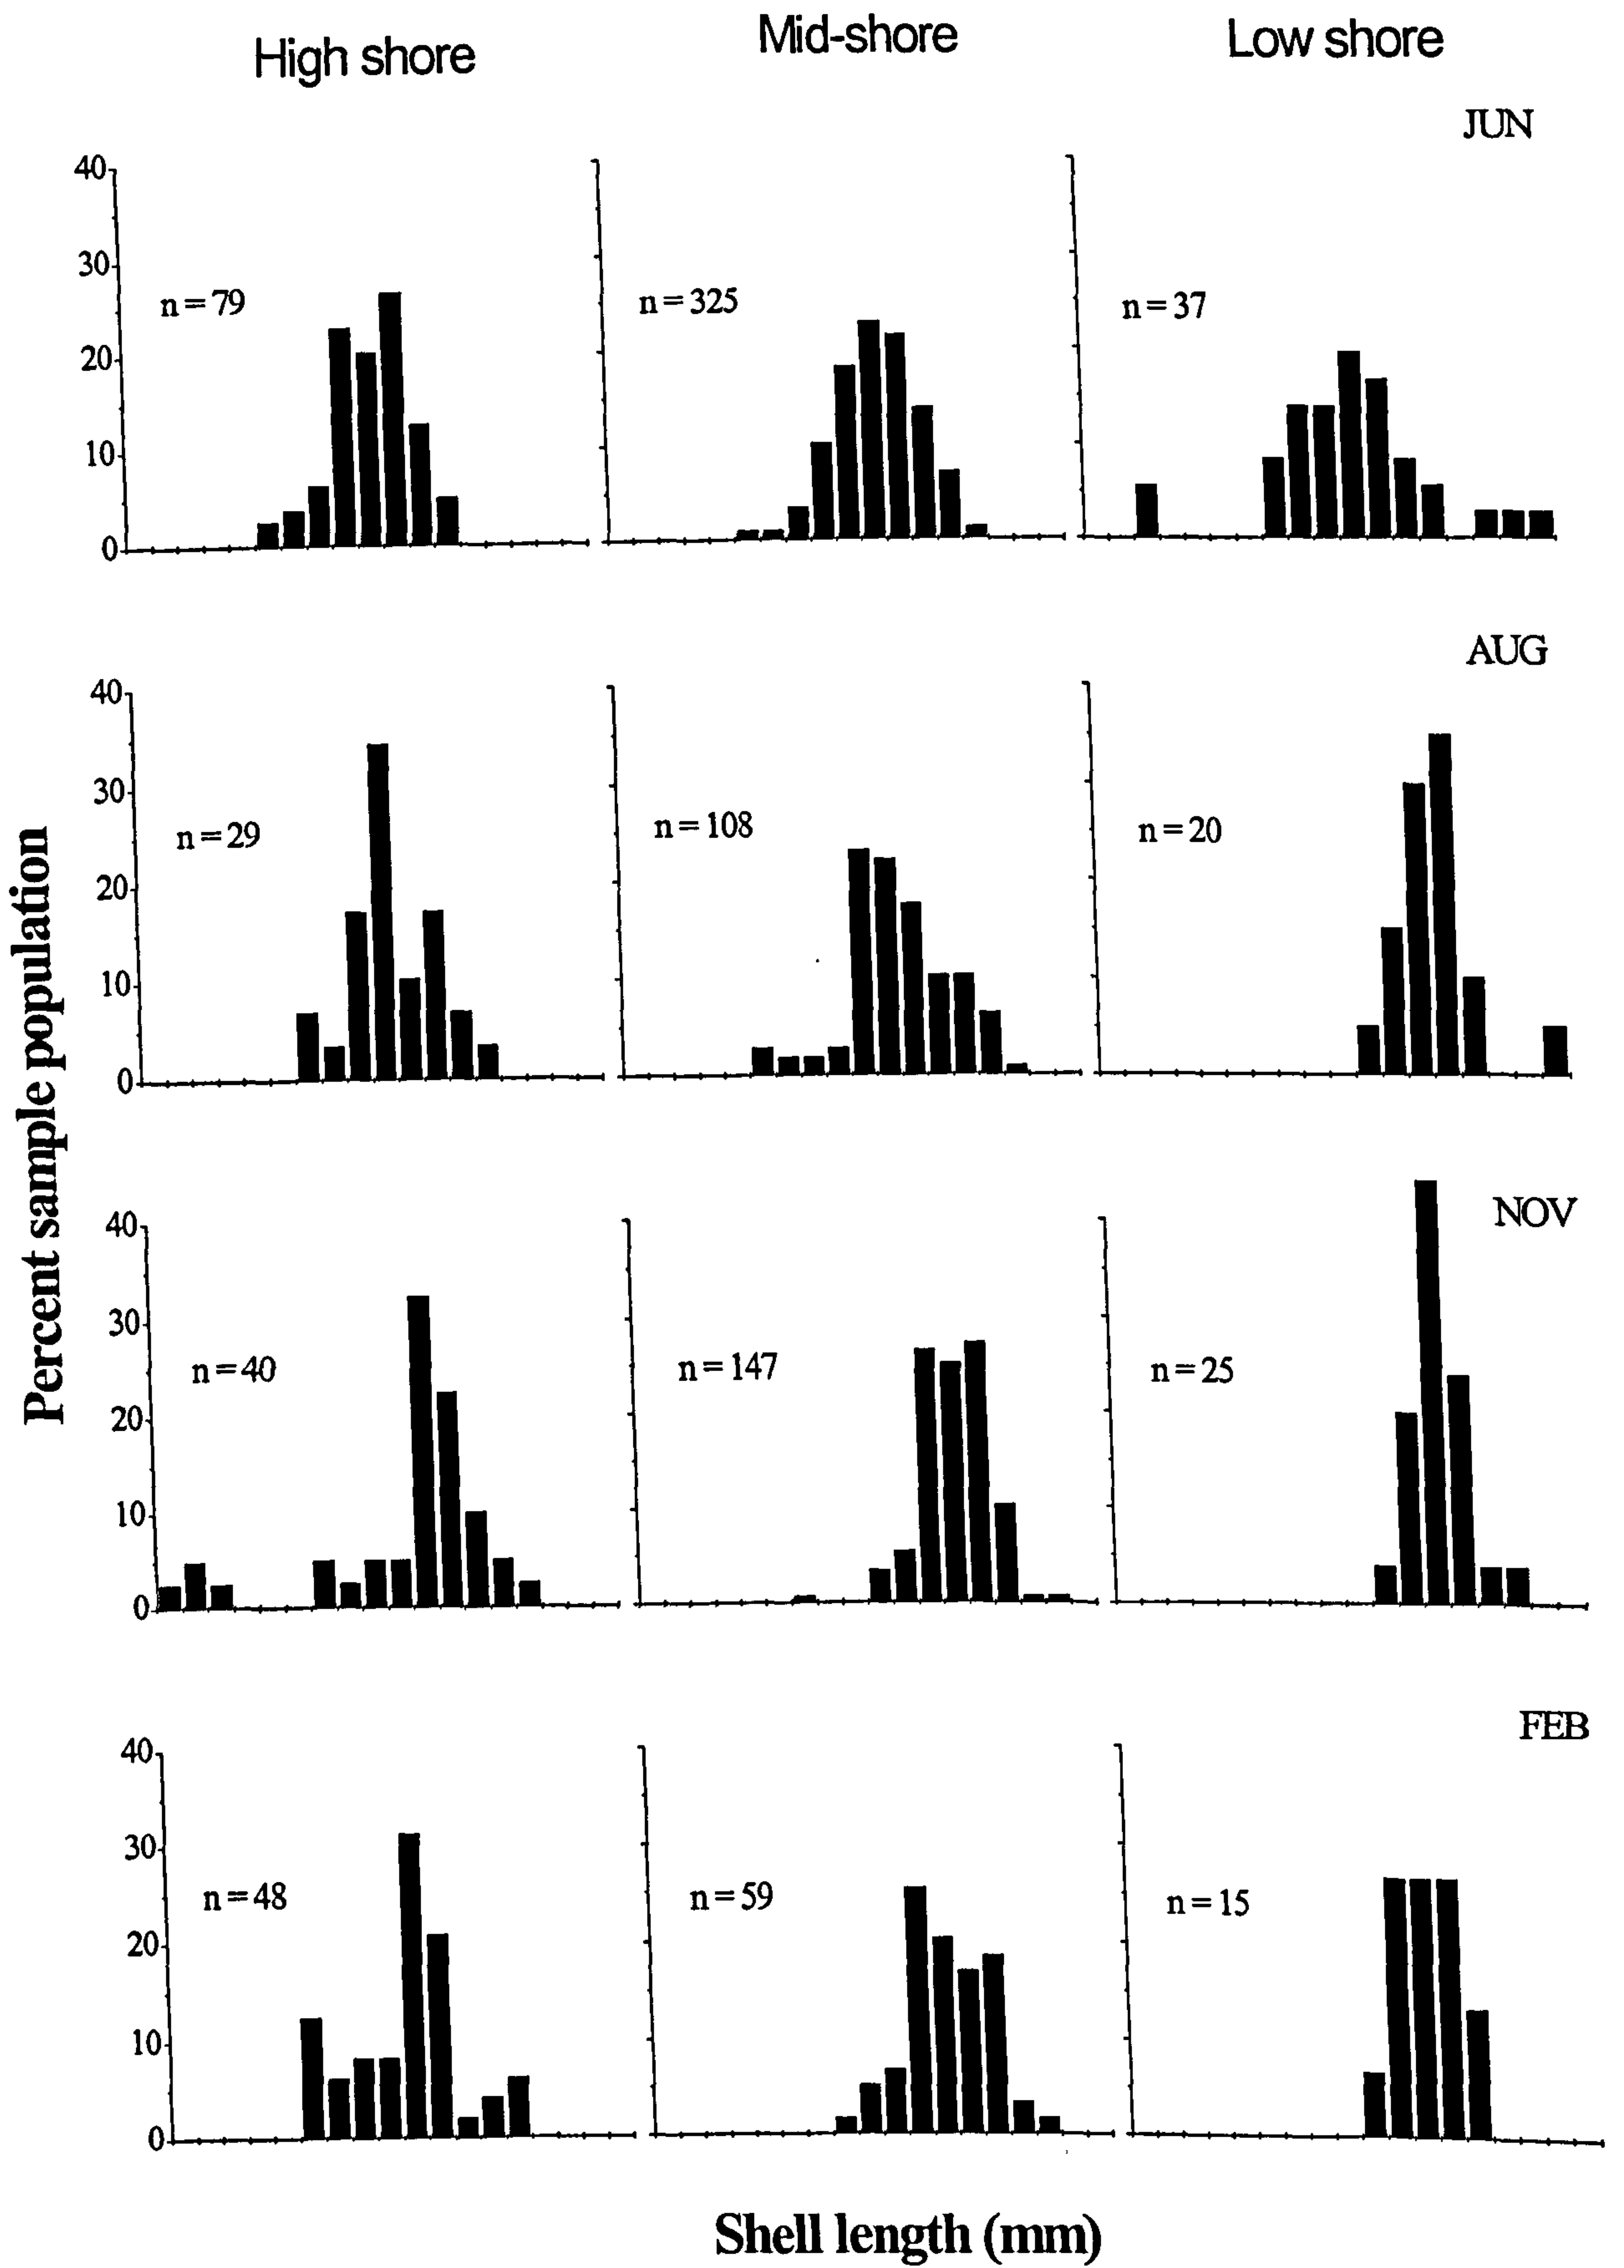 High shore Mid-shore Low shore
JUN
40
30
20
10
0
n=79 n=325 n=37
AUG
40
30
20
10
0
n=29 n=108 n=20
NOV
40
30
20
10
0
n=40 n=147 n=25
FEB
40
30
20
10
0
n=48 n=59 n=15
Percent sample population
Shell length (mm)